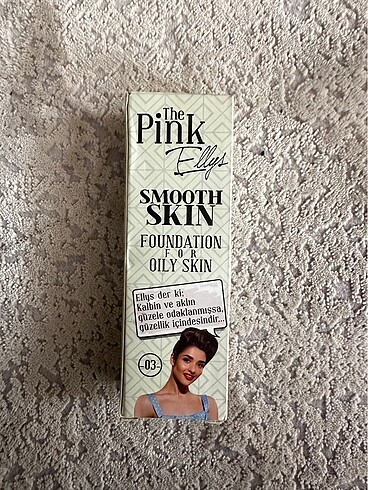 The
Pink
Ellys
SMOOTH
SKIN
FOUNDATION
FOR
OILY SKIN
Ellys der ki:
Kalbin ve aklın
güzele odaklanmışsa,
güzellik içindesindir...
-03-